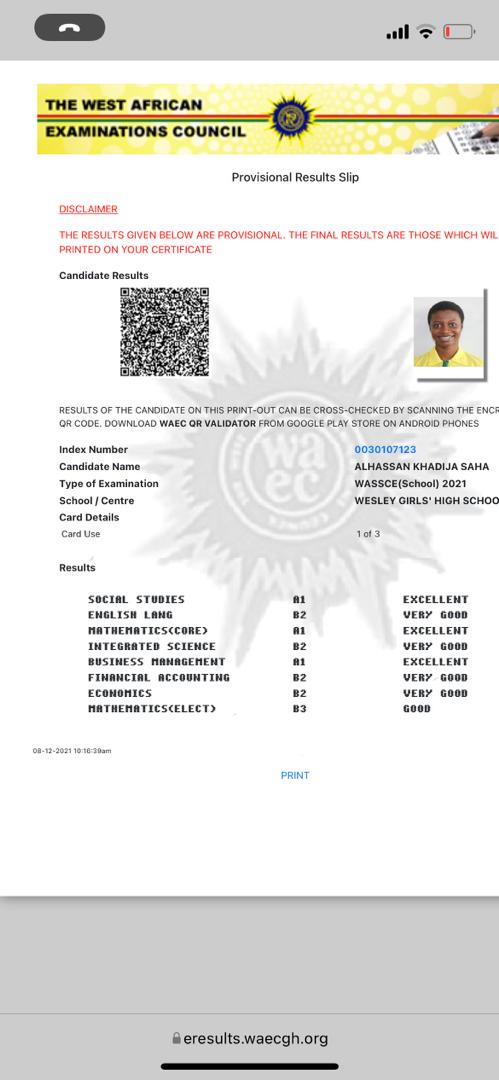 THE WEST AFRICAN
EXAMINATIONS COUNCIL
Provisional Results Slip
DISCLAIMER
THE RESULTS GIVEN BELOW ARE PROVISIONAL. THE FINAL RESULTS ARE THOSE WHICH WIL
PRINTED ON YOUR CERTIFICATE
Candidate Results
RESULTS OF THE CANDIDATE ON THIS PRINT-OUT CAN BE CROSS-CHECKED BY SCANNING THE ENCR
QR CODE. DOWNLOAD WAEC QR VALIDATOR FROM GOOGLE PLAY STORE ON ANDROID PHONES
waec
Index Number 0030107123
Candidate Name ALHASSAN KHADIJA SAHA
Type of Examination WASSCE(School) 2021
School / Centre WESLEY GIRLS' HIGH SCHOO
Card Details
Card Use 1 of 3
Results
SOCIAL STUDIES A1 EXCELLENT
ENGLISH LANG B2 VERY GOOD
MATHEMATICS(CORE) A1 EXCELLENT
INTEGRATED SCIENCE B2 VERY GOOD
BUSINESS MANAGEMENT A1 EXCELLENT
FINANCIAL ACCOUNTING B2 VERY GOOD
ECONOMICS B2 VERY GOOD
MATHEMATICS(ELECT) B3 GOOD
08-12-2021 10:16:39am
PRINT
eresults.waecgh.org